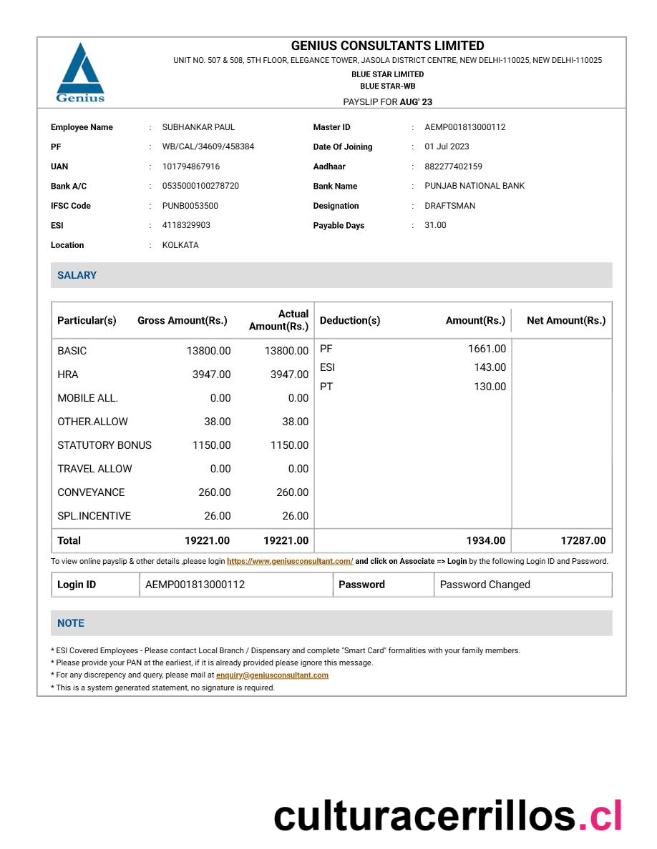 GENIUS CONSULTANTS LIMITED
UNIT NO. 507 & 508, 5TH FLOOR, ELEGANCE TOWER, JASOLA DISTRICT CENTRE, NEW DELHI-110025, NEW DELHI-110025
BLUE STAR LIMITED
BLUE STAR-WB
PAYSLIP FOR AUG' 23
Genius
Employee Name : SUBHANKAR PAUL Master ID : AEMP001813000112
PF : WB/CAL/34609/458384 Date Of Joining : 01 Jul 2023
UAN : 101794867916 Aadhaar : 882277402159
Bank A/C : 0535000100278720 Bank Name : PUNJAB NATIONAL BANK
IFSC Code : PUNB0053500 Designation : DRAFTSMAN
ESI : 4118329903 Payable Days : 31.00
Location : KOLKATA
SALARY
Particular(s) Gross Amount(Rs.) Actual Amount(Rs.) Deduction(s) Amount(Rs.) Net Amount(Rs.)
BASIC 13800.00 13800.00 PF 1661.00
HRA 3947.00 3947.00 ESI 143.00
MOBILE ALL. 0.00 0.00 PT 130.00
OTHER.ALLOW 38.00 38.00
STATUTORY BONUS 1150.00 1150.00
TRAVEL ALLOW 0.00 0.00
CONVEYANCE 260.00 260.00
SPL.INCENTIVE 26.00 26.00
Total 19221.00 19221.00 1934.00 17287.00
To view online payslip & other details ,please login https://www.geniusconsultant.com/ and click on Associate => Login by the following Login ID and Password.
Login ID AEMP001813000112 Password Password Changed
NOTE
* ESI Covered Employees - Please contact Local Branch / Dispensary and complete "Smart Card" formalities with your family members.
* Please provide your PAN at the earliest, if it is already provided please ignore this message.
* For any discrepency and query, please mail at enquiry@geniusconsultant.com
* This is a system generated statement, no signature is required.
culturacerrillos.cl